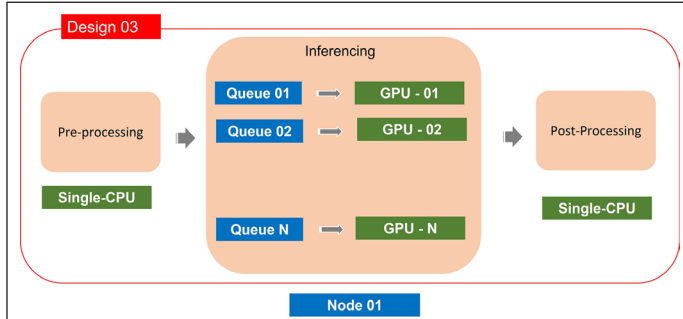 Design 03
Inferencing
Queue 01
GPU - 01
Queue 02
GPU - 02
Pre-processing
Post-Processing
Single-CPU
Single-CPU
Queue N
GPU - N
Node 01